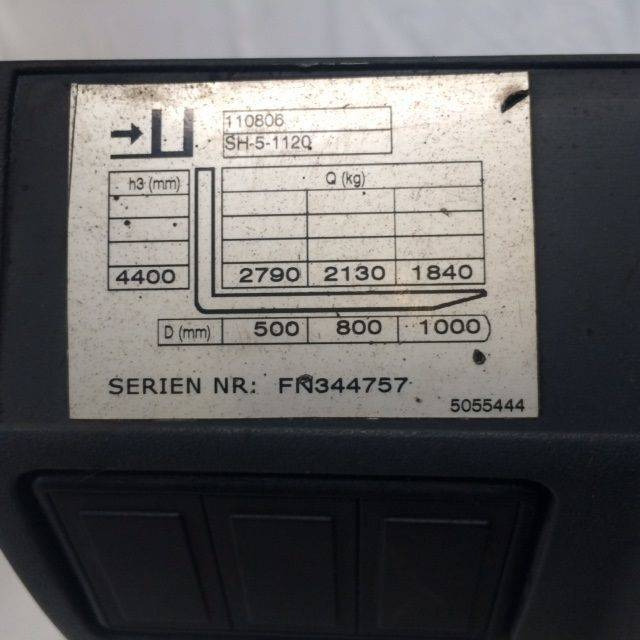 110806
SH-5-1120
h3 (mm) Q (kg)
4400 2790 2130 1840
D (mm) 500 800 1000
SERIEN NR: FN344757
5055444